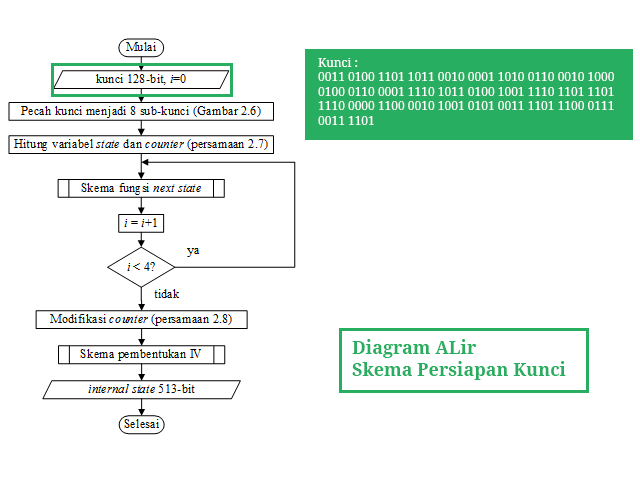 Mulai
kunci 128-bit, i=0
Pecah kunci menjadi 8 sub-kunci (Gambar 2.6)
Hitung variabel state dan counter (persamaan 2.7)
Skema fungsi next state
i = i+1
ya
i < 4?
tidak
Modifikasi counter (persamaan 2.8)
Skema pembentukan IV
internal state 513-bit
Selesai
Kunci :
0011 0100 1101 1011 0010 0001 1010 0110 0010 1000
0100 0110 0001 1110 1011 0100 1001 1110 1101 1101
1110 0000 1100 0010 1001 0101 0011 1101 1100 0111
0011 1101
Diagram ALir
Skema Persiapan Kunci